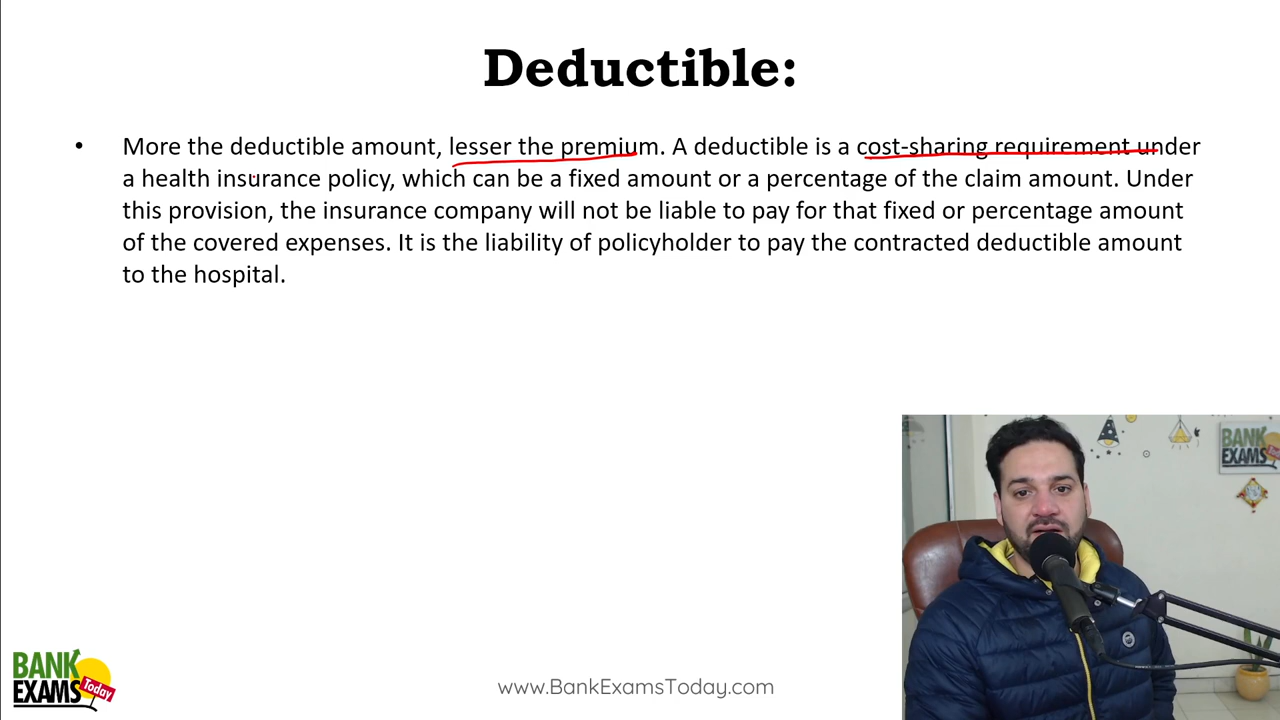 Deductible:
• More the deductible amount, lesser the premium. A deductible is a cost-sharing requirement under
a health insurance policy, which can be a fixed amount or a percentage of the claim amount. Under
this provision, the insurance company will not be liable to pay for that fixed or percentage amount
of the covered expenses. It is the liability of policyholder to pay the contracted deductible amount
to the hospital.
BANK
EXAMS
BANK
EXAMS
Today
www.BankExamsToday.com